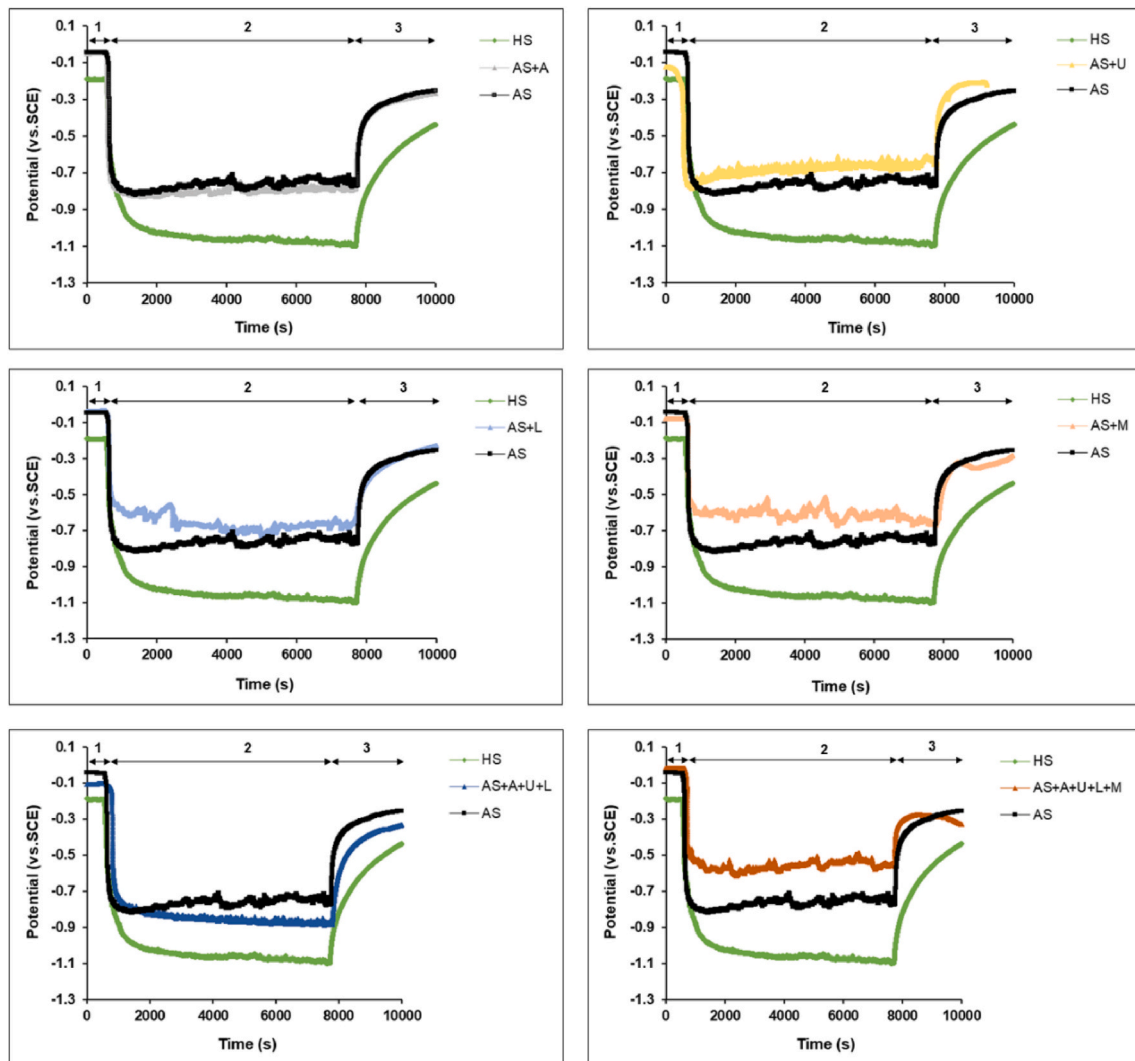 0.1 1 2 3
-0.1
-0.3
-0.5
-0.7
-0.9
-1.1
-1.3
Potential (vs.SCE)
0 2000 4000 6000 8000 10000
Time (s)
HS
AS+A
AS
0.1 1 2 3
-0.1
-0.3
-0.5
-0.7
-0.9
-1.1
-1.3
Potential (vs.SCE)
0 2000 4000 6000 8000 10000
Time (s)
HS
AS+U
AS
0.1 1 2 3
-0.1
-0.3
-0.5
-0.7
-0.9
-1.1
-1.3
Potential (vs.SCE)
0 2000 4000 6000 8000 10000
Time (s)
HS
AS+L
AS
0.1 1 2 3
-0.1
-0.3
-0.5
-0.7
-0.9
-1.1
-1.3
Potential (vs.SCE)
0 2000 4000 6000 8000 10000
Time (s)
HS
AS+M
AS
0.1 1 2 3
-0.1
-0.3
-0.5
-0.7
-0.9
-1.1
-1.3
Potential (vs.SCE)
0 2000 4000 6000 8000 10000
Time (s)
HS
AS+A+U+L
AS
0.1 1 2 3
-0.1
-0.3
-0.5
-0.7
-0.9
-1.1
-1.3
Potential (vs.SCE)
0 2000 4000 6000 8000 10000
Time (s)
HS
AS+A+U+L+M
AS